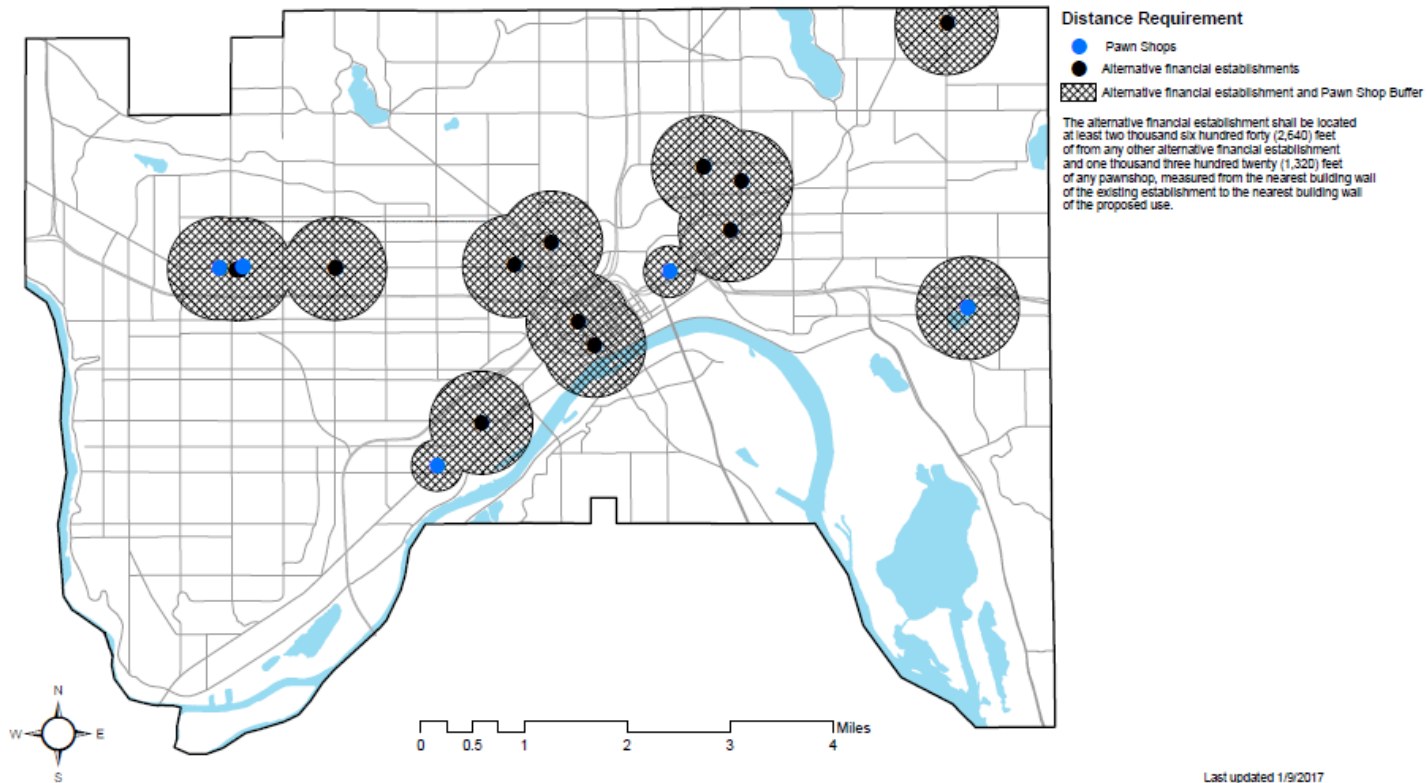 Distance Requirement
Pawn Shops
Alternative financial establishments
Alternative financial establishment and Pawn Shop Buffer
The alternative financial establishment shall be located
at least two thousand six hundred forty (2,640) feet
of from any other alternative financial establishment
and one thousand three hundred twenty (1,320) feet
of any pawnshop, measured from the nearest building wall
of the existing establishment to the nearest building wall
of the proposed use.
N
W E
S
Miles
0 0.5 1 2 3 4
Last updated 1/9/2017